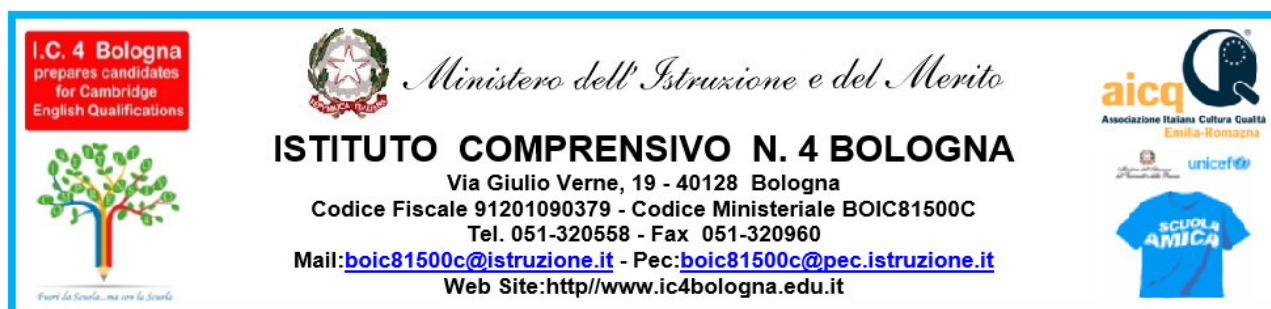 I.C. 4 Bologna
prepares candidates
for Cambridge
English Qualifications
Fuori da Scuola...ma con la Scuola
REPVBBLICA ITALIANA
Ministero dell' Istruzione e del Merito
ISTITUTO COMPRENSIVO N. 4 BOLOGNA
Via Giulio Verne, 19 - 40128 Bologna
Codice Fiscale 91201090379 - Codice Ministeriale BOIC81500C
Tel. 051-320558 - Fax 051-320960
Mail:boic81500c@istruzione.it - Pec:boic81500c@pec.istruzione.it
Web Site:http//www.ic4bologna.edu.it
aicq
Associazione Italiana Cultura Qualità
Emilia-Romagna
unicef
SCUOLA
AMICA